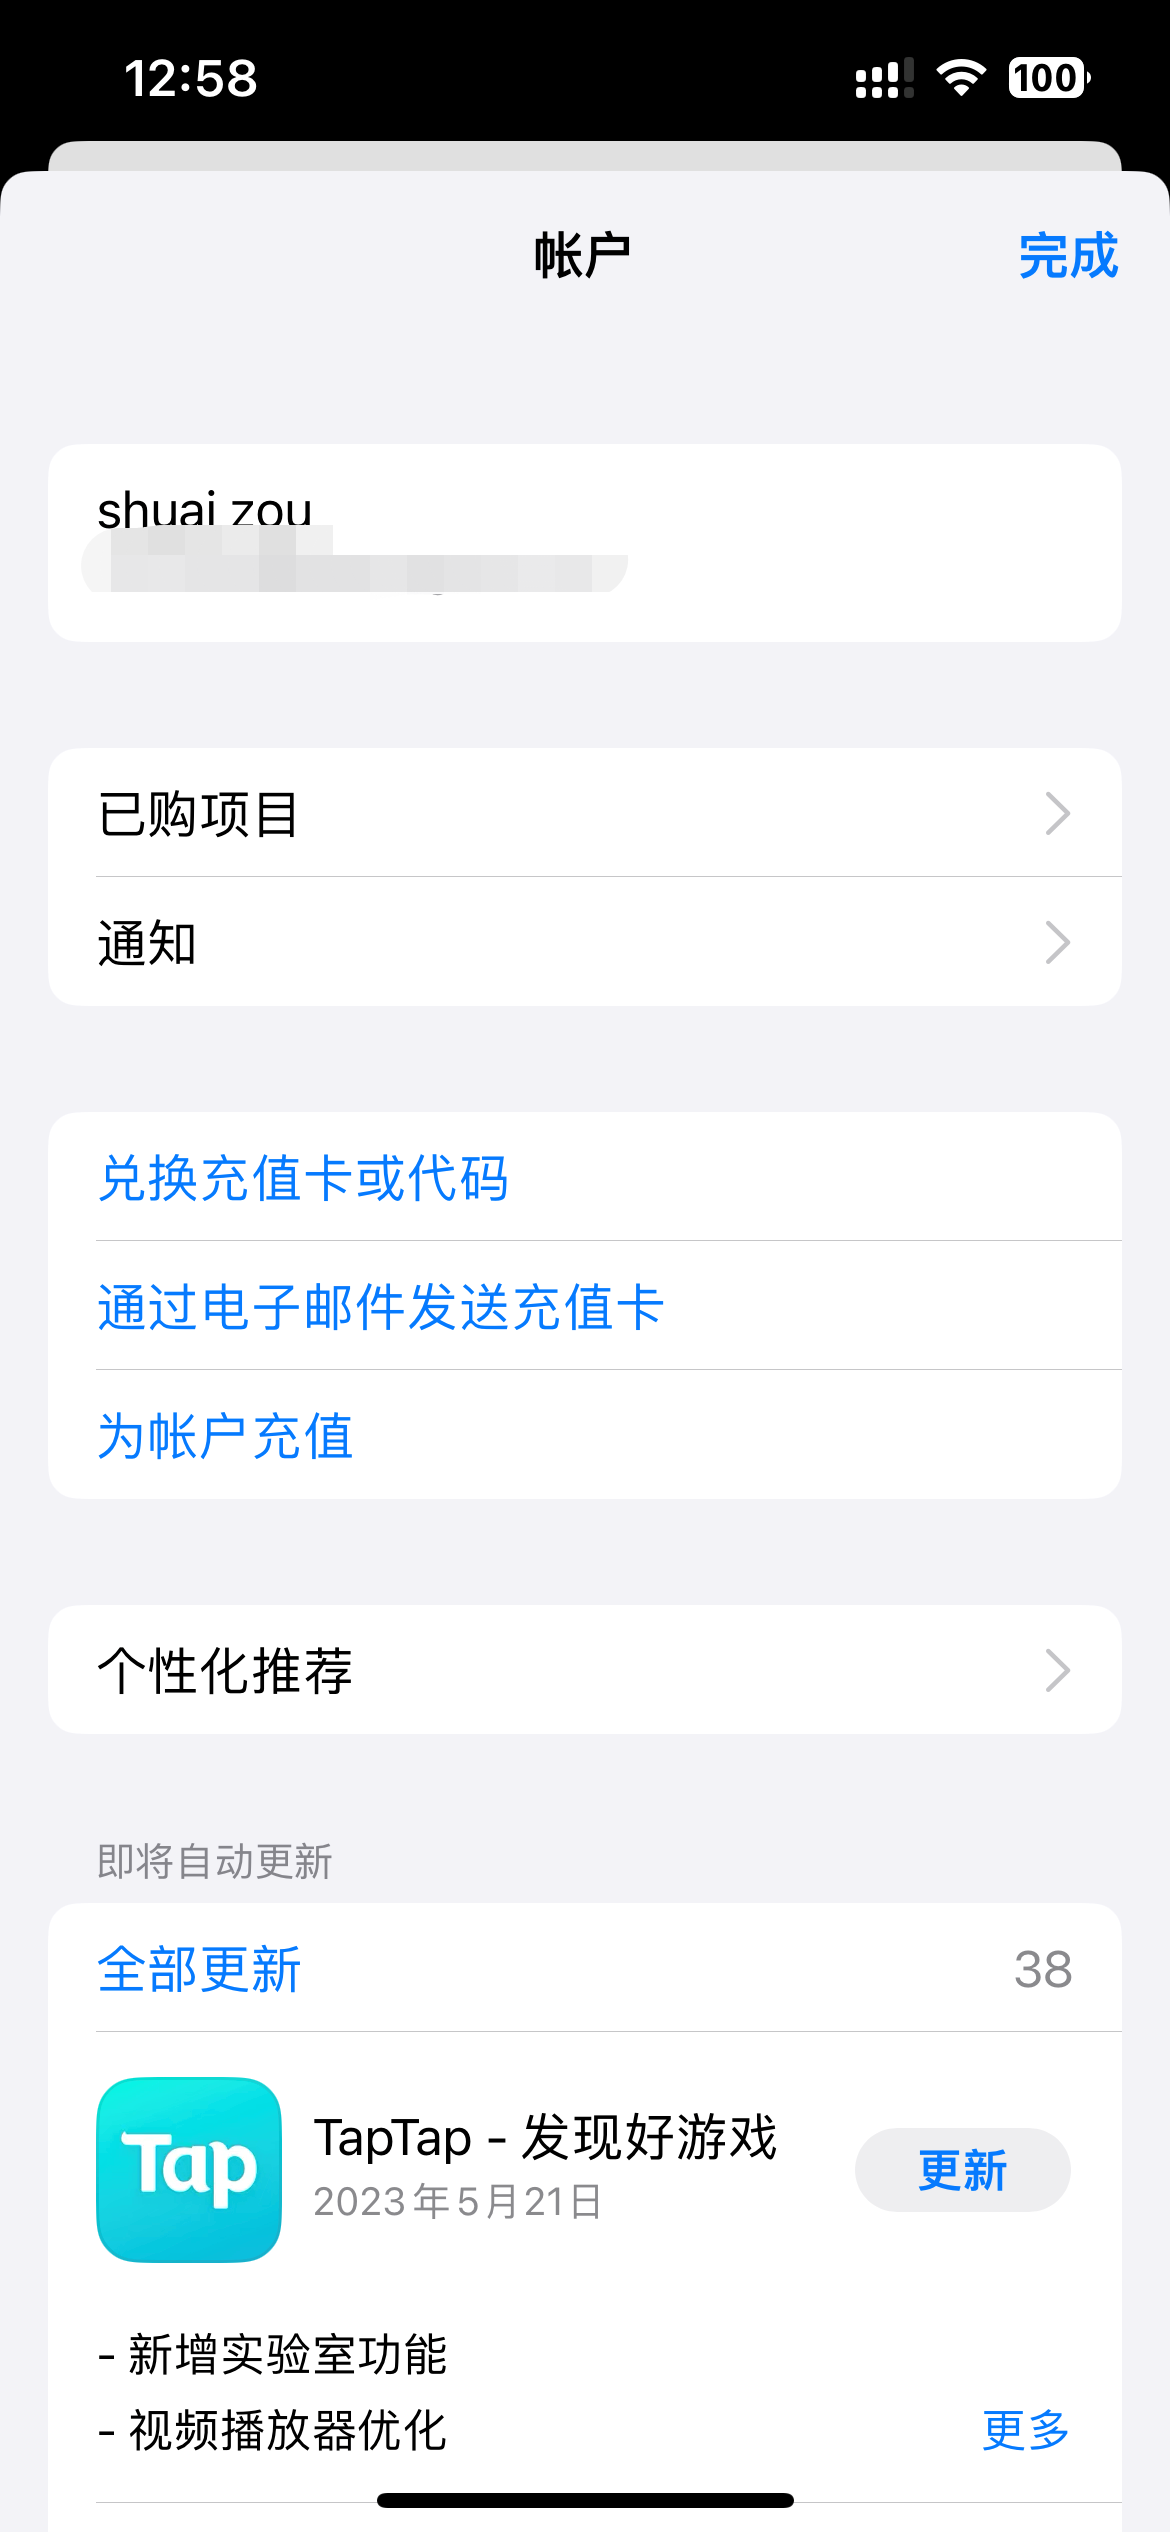 12:58
100
帐户
完成
shuai zou
已购项目
通知
兑换充值卡或代码
通过电子邮件发送充值卡
为帐户充值
个性化推荐
即将自动更新
全部更新
38
Tap
TapTap - 发现好游戏
2023年5月21日
更新
- 新增实验室功能
- 视频播放器优化
更多